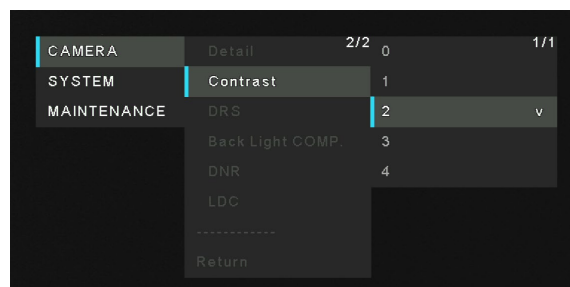 CAMERA
SYSTEM
MAINTENANCE
2/2
Detail
Contrast
DRS
Back Light COMP.
DNR
LDC
------------
Return
1/1
0
1
2 v
3
4